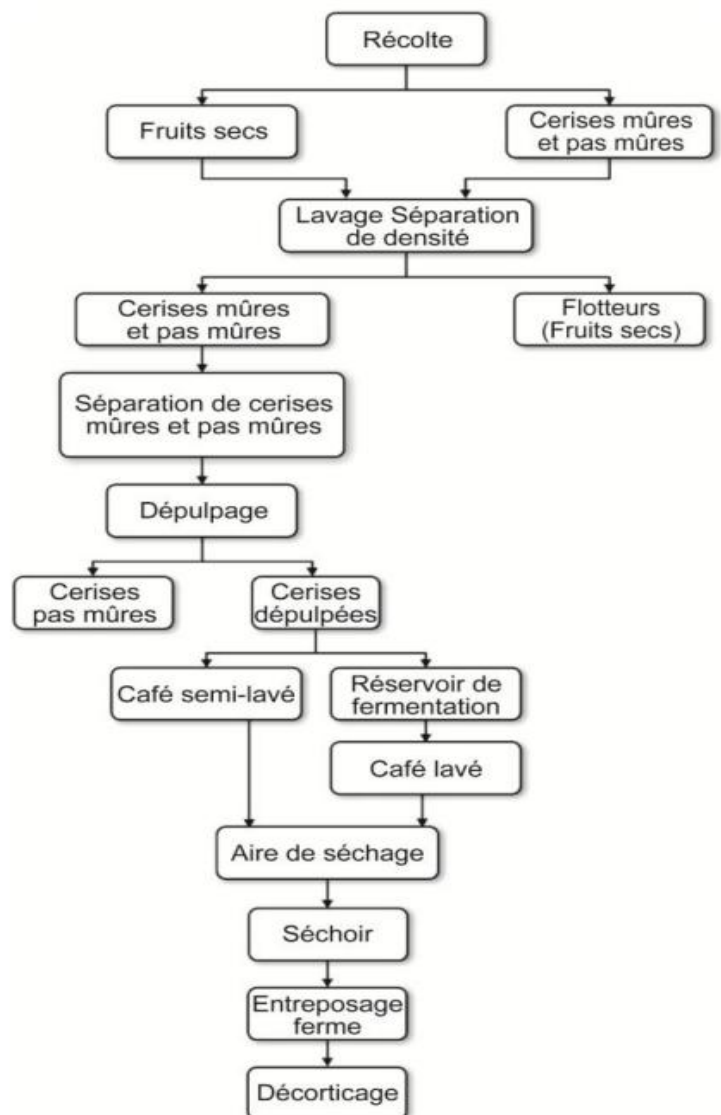 Récolte
Fruits secs
Cerises mûres
et pas mûres
Lavage Séparation
de densité
Cerises mûres
et pas mûres
Flotteurs
(Fruits secs)
Séparation de cerises
mûres et pas mûres
Dépulpage
Cerises
pas mûres
Cerises
dépulpées
Café semi-lavé
Réservoir de
fermentation
Café lavé
Aire de séchage
Séchoir
Entreposage
ferme
Décorticage